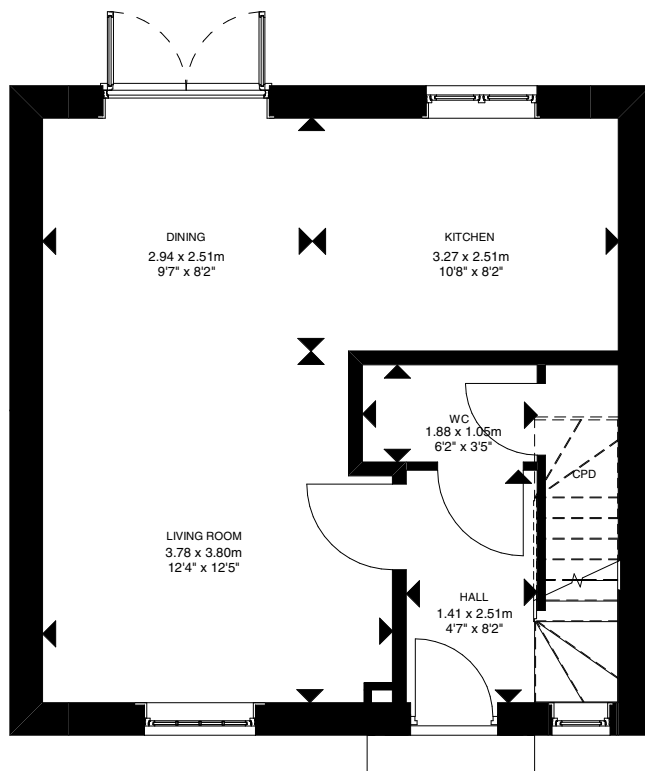 DINING
2.94 x 2.51m
9'7" x 8'2"
KITCHEN
3.27 x 2.51m
10'8" x 8'2"
WC
1.88 x 1.05m
6'2" x 3'5"
CPD
LIVING ROOM
3.78 x 3.80m
12'4" x 12'5"
HALL
1.41 x 2.51m
4'7" x 8'2"